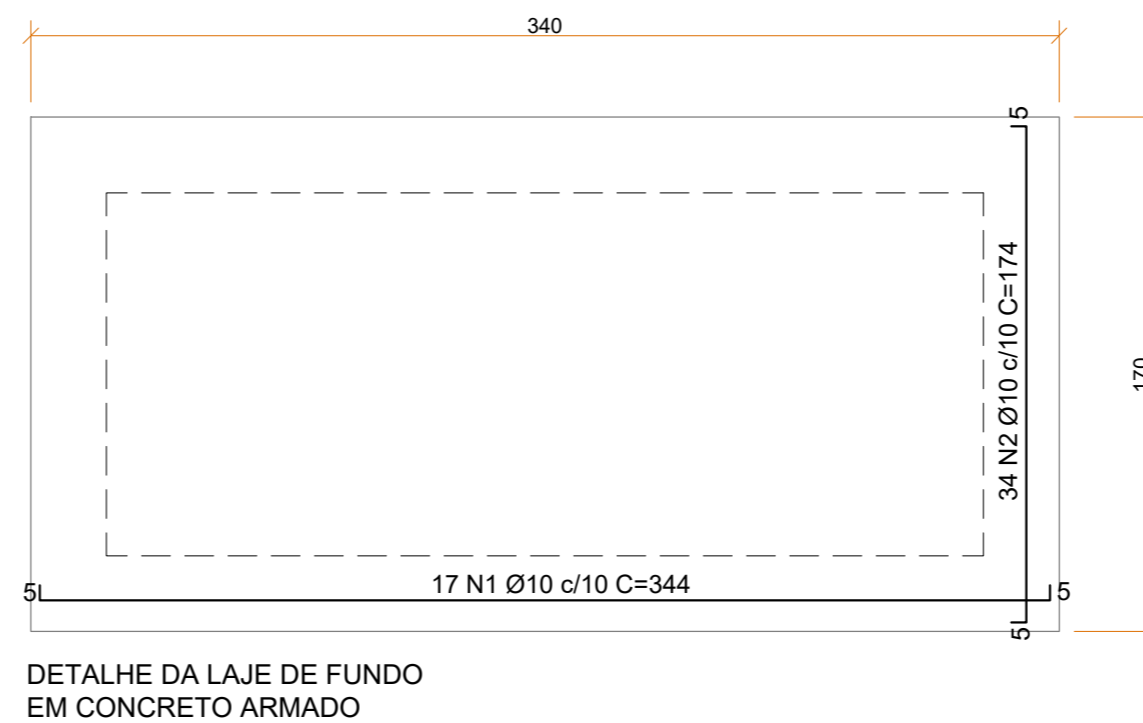 340
5
34 N2 Ø10 c/10 C=174
170
17 N1 Ø10 c/10 C=344
5
5
5
DETALHE DA LAJE DE FUNDO
EM CONCRETO ARMADO